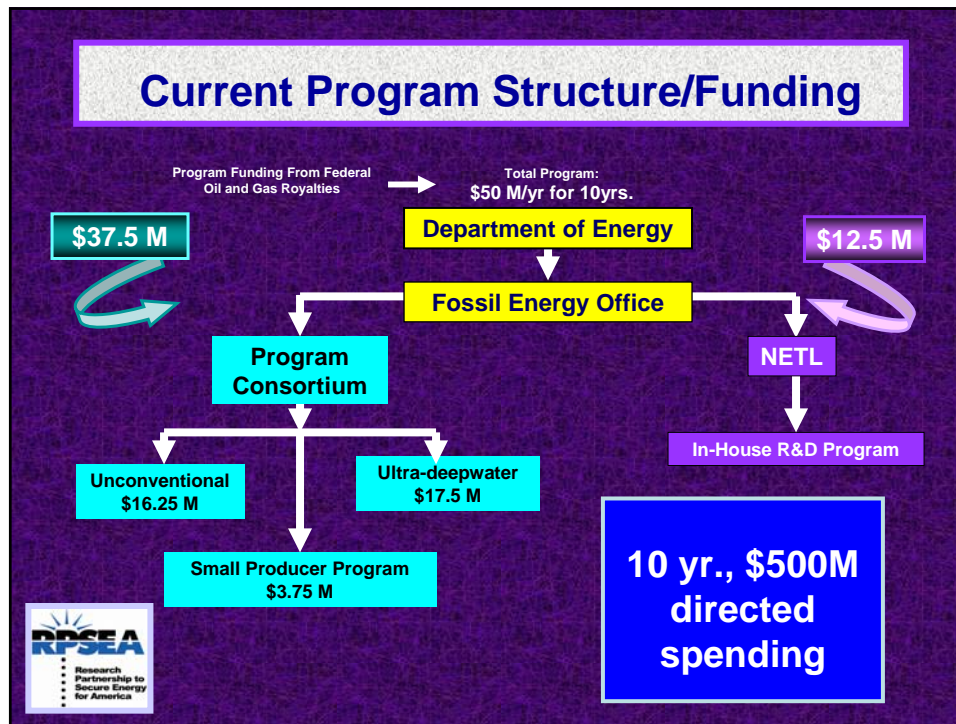 Current Program Structure/Funding
Program Funding From Federal
Oil and Gas Royalties
Total Program:
$50 M/yr for 10yrs.
$37.5 M
Department of Energy
$12.5 M
Fossil Energy Office
Program
Consortium
NETL
In-House R&D Program
Unconventional
$16.25 M
Ultra-deepwater
$17.5 M
Small Producer Program
$3.75 M
10 yr., $500M
directed
spending
RPSEA
Research
Partnership to
Secure Energy
for America